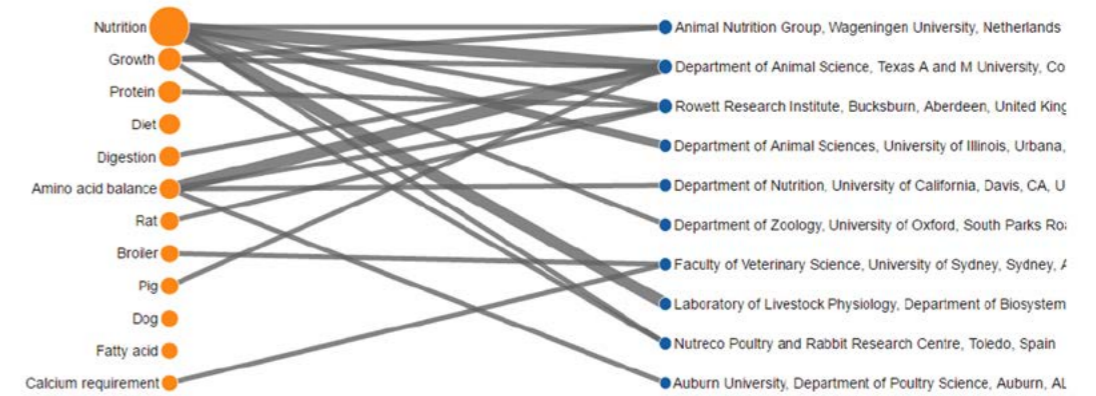 Nutrition
Growth
Protein
Diet
Digestion
Amino acid balance
Rat
Broiler
Pig
Dog
Fatty acid
Calcium requirement
Animal Nutrition Group, Wageningen University, Netherlands
Department of Animal Science, Texas A and M University, Co
Rowett Research Institute, Bucksburn, Aberdeen, United King
Department of Animal Sciences, University of Illinois, Urbana,
Department of Nutrition, University of California, Davis, CA, U
Department of Zoology, University of Oxford, South Parks Roa
Faculty of Veterinary Science, University of Sydney, Sydney, A
Laboratory of Livestock Physiology, Department of Biosystem
Nutreco Poultry and Rabbit Research Centre, Toledo, Spain
Auburn University, Department of Poultry Science, Auburn, AL